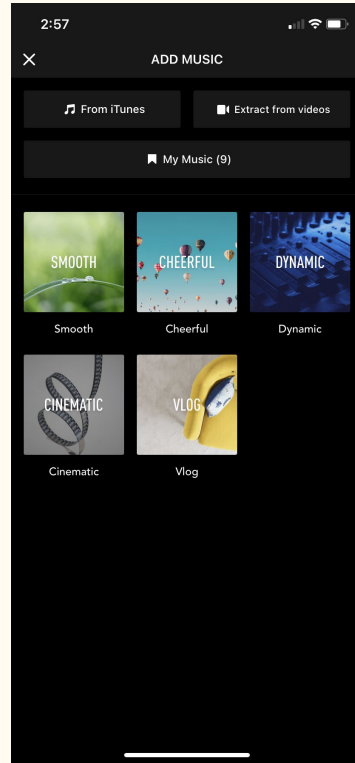 2:57
ADD MUSIC
From iTunes
Extract from videos
My Music (9)
SMOOTH
CHEERFUL
DYNAMIC
Smooth
Cheerful
Dynamic
CINEMATIC
VLOG
Cinematic
Vlog